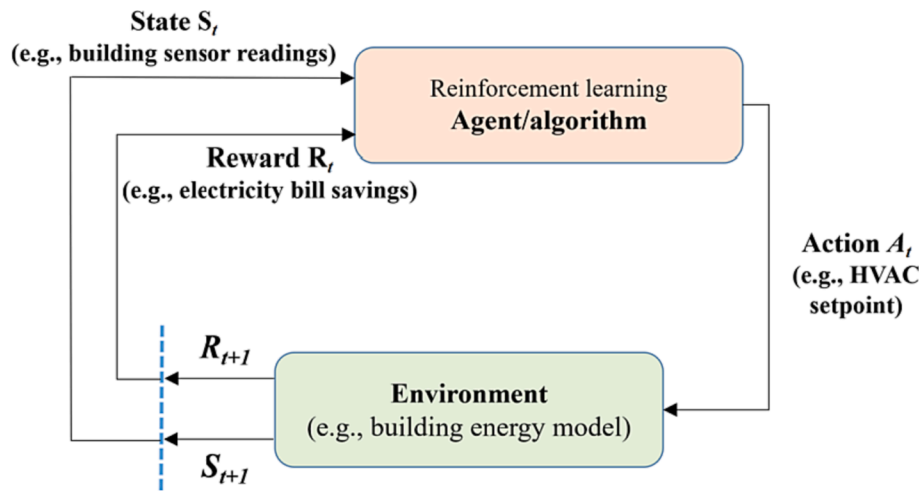 State Sₜ
(e.g., building sensor readings)
Reinforcement learning
Agent/algorithm
Reward Rₜ
(e.g., electricity bill savings)
Action Aₜ
(e.g., HVAC
setpoint)
Rₜ₊₁
Environment
(e.g., building energy model)
Sₜ₊₁